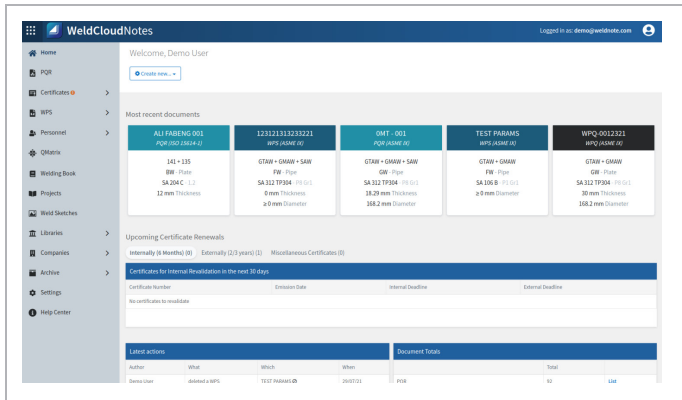 WeldCloudNotes
Logged in as: demo@weldnote.com
Home
PQR
Certificates
WPS
Personnel
QMatrix
Welding Book
Projects
Weld Sketches
Libraries
Companies
Archive
Settings
Help Center
Welcome, Demo User
Create new...
Most recent documents
ALI FABENG 001
PQR (ISO 15614-1)
141 + 135
BW - Plate
SA 204 C - 1.2
12 mm Thickness
123121313233221
WPS (ASME IX)
GTAW + GMAW + SAW
FW - Pipe
SA 312 TP304 - P8 G/1
0 mm Thickness
≥ 0 mm Diameter
OMT - 001
PQR (ASME IX)
GTAW + GMAW + SAW
GW - Pipe
SA 312 TP304 - P8 G/1
18.29 mm Thickness
168.2 mm Diameter
TEST PARAMS
WPS (ASME IX)
GTAW + GMAW
FW - Pipe
SA 106 B - P1 G/1
≥ 0 mm Diameter
WPQ-0012321
WPQ (ASME IX)
GTAW + GMAW
GW - Pipe
SA 312 TP304 - P8 G/1
30 mm Thickness
168.2 mm Diameter
Upcoming Certificate Renewals
Internally (6 Months) (0) Externally (2/3 years) (1) Miscellaneous Certificates (0)
Certificates for Internal Revalidation in the next 30 days
Certificate Number Emission Date Internal Deadline External Deadline
No certificates to revalidate
Latest actions
Author What Which When
Demo User deleted a WPS TEST PARAMS 29/07/21
Document Totals
Total
PQR 92 List